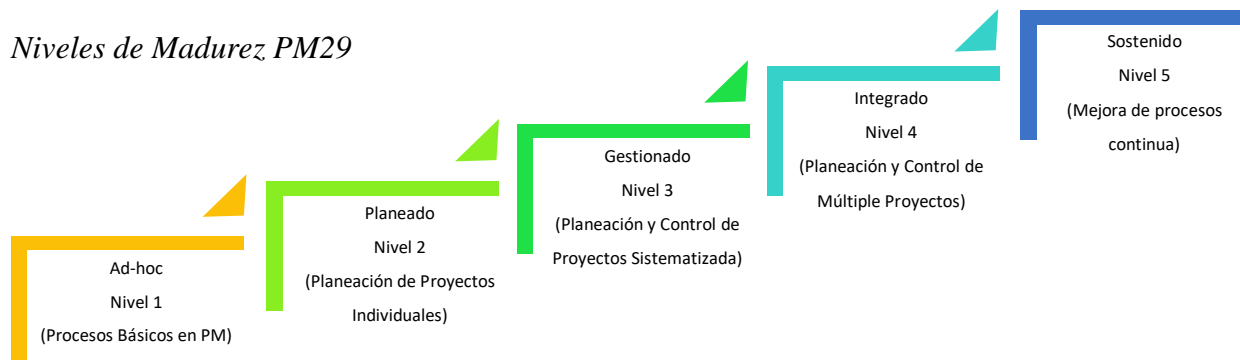 Niveles de Madurez PM29
Ad-hoc
Nivel 1
(Procesos Básicos en PM)
Planeado
Nivel 2
(Planeación de Proyectos
Individuales)
Gestionado
Nivel 3
(Planeación y Control de
Proyectos Sistematizada)
Integrado
Nivel 4
(Planeación y Control de
Múltiple Proyectos)
Sostenido
Nivel 5
(Mejora de procesos
continua)